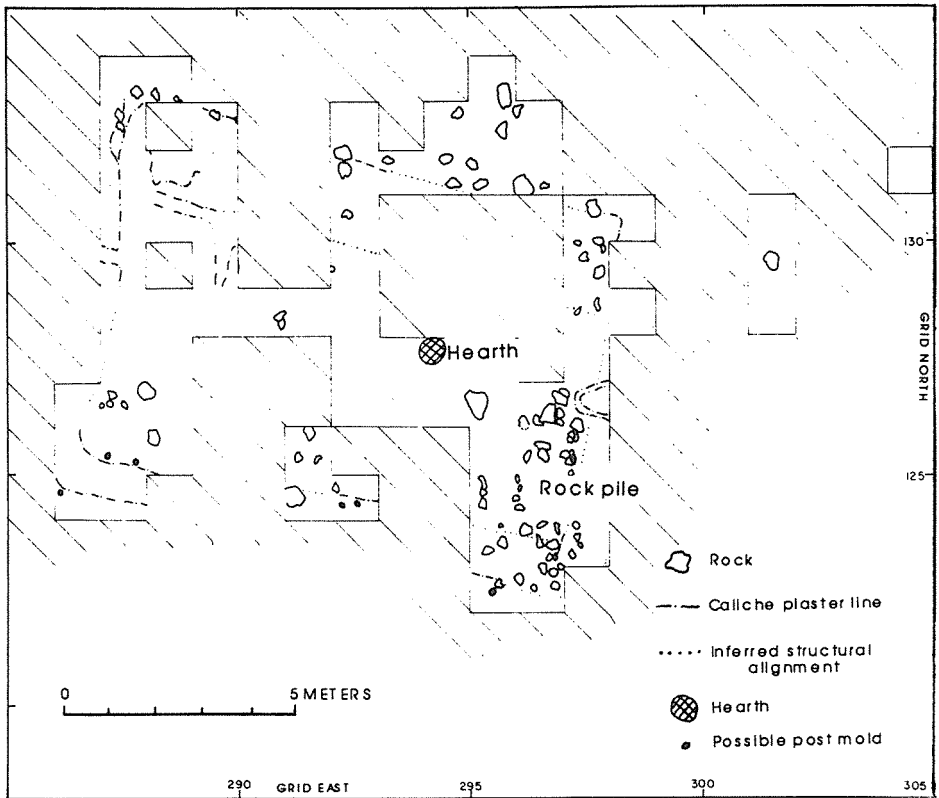 130
GRID NORTH
Hearth
125
Rock pile
Rock
Caliche plaster line
Inferred structural
alignment
0 5 METERS
Hearth
Possible post mold
290 GRID EAST 295 300 305